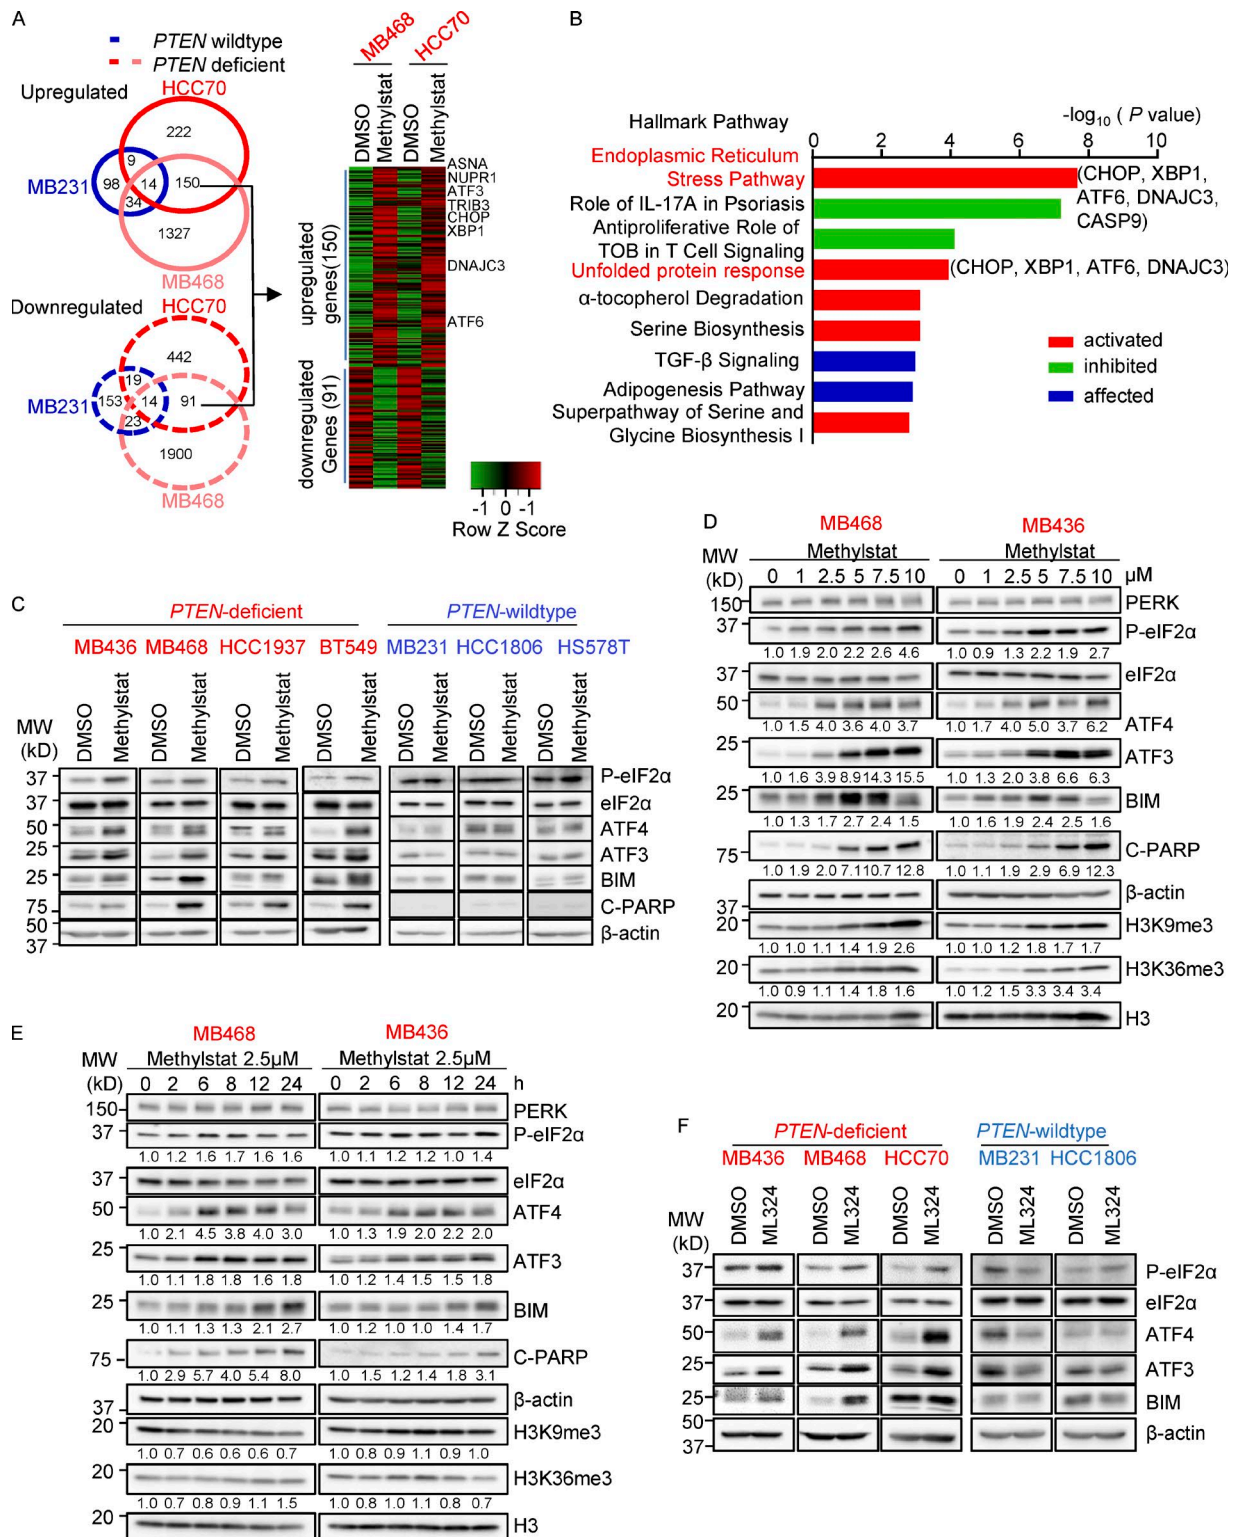 A
PTEN wildtype
PTEN deficient
Upregulated
HCC70
222
9
MB231
98
14
150
34
1327
MB468
Downregulated
HCC70
442
19
MB231
153
14
91
23
1900
MB468
MB468
HCC70
DMSO
Methylstat
DMSO
Methylstat
upregulated
genes(150)
downregulated
Genes (91)
ASNA
NUPR1
ATF3
TRIB3
CHOP
XBP1
DNAJC3
ATF6
-1 0 -1
Row Z Score
B
Hallmark Pathway
-log10 ( P value)
0 2 4 6 8 10
Endoplasmic Reticulum
Stress Pathway
(CHOP, XBP1,
ATF6, DNAJC3,
CASP9)
Role of IL-17A in Psoriasis
Antiproliferative Role of
TOB in T Cell Signaling
Unfolded protein response
(CHOP, XBP1, ATF6, DNAJC3)
α-tocopherol Degradation
Serine Biosynthesis
TGF-β Signaling
Adipogenesis Pathway
Superpathway of Serine and
Glycine Biosynthesis I
activated
inhibited
affected
C
PTEN-deficient
PTEN-wildtype
MB436 MB468 HCC1937 BT549 MB231 HCC1806 HS578T
MW
(kD)
DMSO Methylstat DMSO Methylstat DMSO Methylstat DMSO Methylstat DMSO Methylstat DMSO Methylstat DMSO Methylstat
37 P-eIF2α
37 eIF2α
50 ATF4
25 ATF3
25 BIM
75 C-PARP
50
37
β-actin
D
MB468 MB436
MW
(kD)
Methylstat Methylstat
0 1 2.5 5 7.5 10 0 1 2.5 5 7.5 10 µM
150 PERK
37 P-eIF2α
1.0 1.9 2.0 2.2 2.6 4.6 1.0 0.9 1.3 2.2 1.9 2.7
37 eIF2α
50 ATF4
1.0 1.5 4.0 3.6 4.0 3.7 1.0 1.7 4.0 5.0 3.7 6.2
25 ATF3
1.0 1.6 3.9 8.9 14.3 15.5 1.0 1.3 2.0 3.8 6.6 6.3
25 BIM
1.0 1.3 1.7 2.7 2.4 1.5 1.0 1.6 1.9 2.4 2.5 1.6
75 C-PARP
1.0 1.9 2.0 7.1 10.7 12.8 1.0 1.1 1.9 2.9 6.9 12.3
37 β-actin
20 H3K9me3
1.0 1.0 1.1 1.4 1.9 2.6 1.0 1.0 1.2 1.8 1.7 1.7
20 H3K36me3
1.0 0.9 1.1 1.4 1.8 1.6 1.0 1.2 1.5 3.3 3.4 3.4
20 H3
E
MB468 MB436
MW
(kD)
Methylstat 2.5µM Methylstat 2.5µM
0 2 6 8 12 24 0 2 6 8 12 24 h
150 PERK
37 P-eIF2α
1.0 1.2 1.6 1.7 1.6 1.6 1.0 1.1 1.2 1.2 1.0 1.4
37 eIF2α
50 ATF4
1.0 2.1 4.5 3.8 4.0 3.0 1.0 1.3 1.9 2.0 2.2 2.0
25 ATF3
1.0 1.1 1.8 1.8 1.6 1.8 1.0 1.2 1.4 1.5 1.5 1.8
25 BIM
1.0 1.1 1.3 1.3 2.1 2.7 1.0 1.2 1.0 1.0 1.4 1.7
75 C-PARP
1.0 2.9 5.7 4.0 5.4 8.0 1.0 1.5 1.2 1.4 1.8 3.1
37 β-actin
20 H3K9me3
1.0 0.7 0.6 0.6 0.6 0.7 1.0 0.8 0.9 1.1 0.9 1.0
20 H3K36me3
1.0 0.7 0.8 0.9 1.1 1.5 1.0 0.8 1.0 1.1 0.8 0.7
20 H3
F
PTEN-deficient PTEN-wildtype
MB436 MB468 HCC70 MB231 HCC1806
MW
(kD)
DMSO ML324 DMSO ML324 DMSO ML324 DMSO ML324 DMSO ML324
37 P-eIF2α
37 eIF2α
50 ATF4
25 ATF3
25 BIM
50
37
β-actin